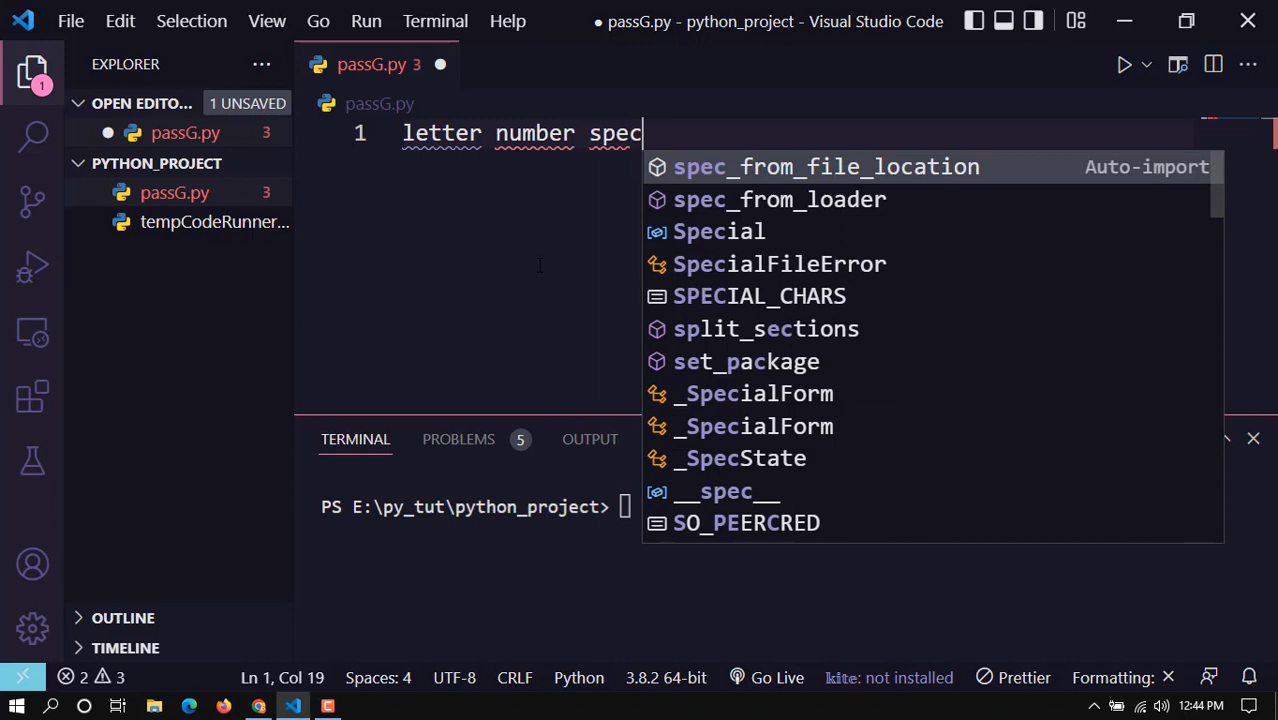 File Edit Selection View Go Run Terminal Help ● passG.py - python_project - Visual Studio Code
EXPLORER ...
passG.py 3
OPEN EDITO... 1 UNSAVED
passG.py
passG.py 3
1 letter number spec
PYTHON_PROJECT
spec_from_file_location Auto-import
passG.py 3
spec_from_loader
tempCodeRunner...
Special
SpecialFileError
SPECIAL_CHARS
split_sections
set_package
_SpecialForm
_SpecialForm
TERMINAL PROBLEMS 5 OUTPUT
_SpecState
__spec__
PS E:\py_tut\python_project>
SO_PEERCRED
OUTLINE
TIMELINE
2 3 Ln 1, Col 19 Spaces: 4 UTF-8 CRLF Python 3.8.2 64-bit Go Live kite: not installed Prettier Formatting: ×
12:44 PM
1